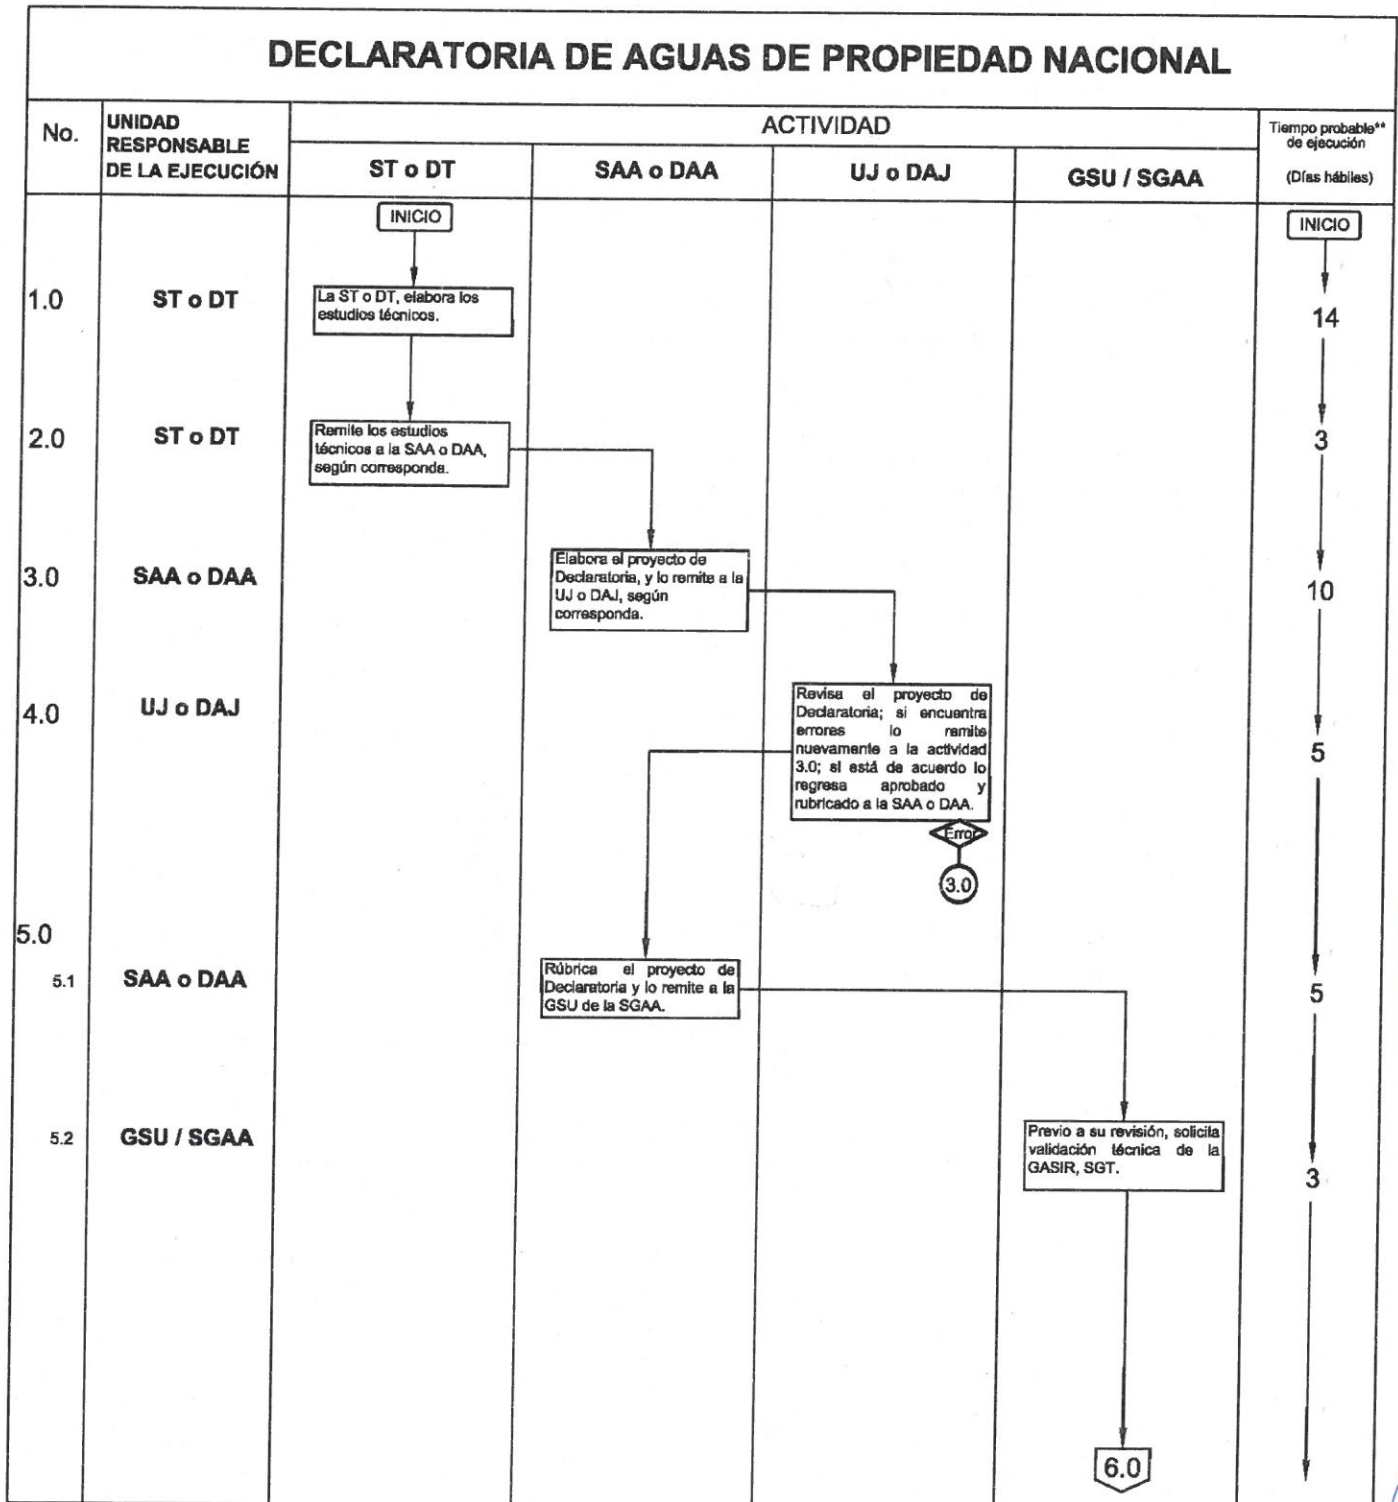 DECLARATORIA DE AGUAS DE PROPIEDAD NACIONAL
No.
UNIDAD
RESPONSABLE
DE LA EJECUCIÓN
ACTIVIDAD
ST o DT
SAA o DAA
UJ o DAJ
GSU / SGAA
Tiempo probable**
de ejecución
(Días hábiles)
INICIO
INICIO
1.0
ST o DT
La ST o DT, elabora los
estudios técnicos.
14
2.0
ST o DT
Remite los estudios
técnicos a la SAA o DAA,
según corresponda.
3
3.0
SAA o DAA
Elabora el proyecto de
Declaratoria, y lo remite a la
UJ o DAJ, según
corresponda.
10
4.0
UJ o DAJ
Revisa el proyecto de
Declaratoria; si encuentra
errores lo remite
nuevamente a la actividad
3.0; si está de acuerdo lo
regresa aprobado y
rubricado a la SAA o DAA.
5
Error
3.0
5.0
5.1
SAA o DAA
Rúbrica el proyecto de
Declaratoria y lo remite a la
GSU de la SGAA.
5
5.2
GSU / SGAA
Previo a su revisión, solicita
validación técnica de la
GASIR, SGT.
3
6.0